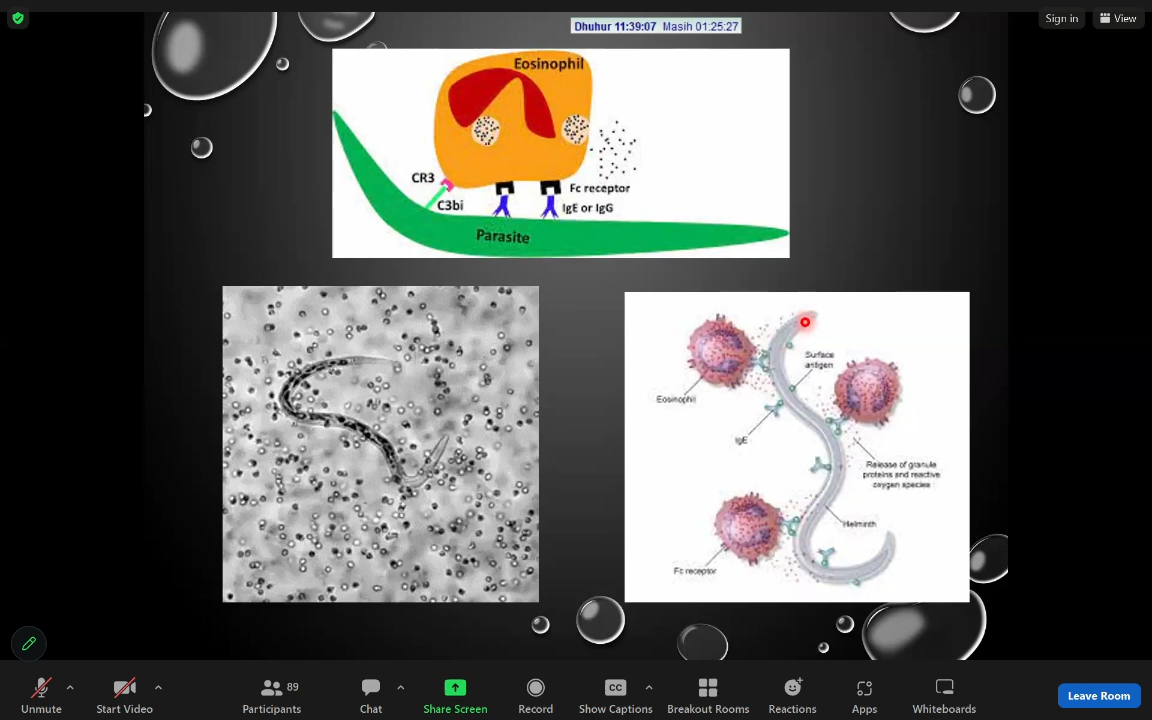 Dhuhur 11:39:07 Masih 01:25:27
Sign in
View
Eosinophil
CR3
C3bi
Fc receptor
IgE or IgG
Parasite
Surface
antigen
Eosinophil
IgE
Release of granule
proteins and reactive
oxygen species
Helminth
Fc receptor
Unmute
Start Video
89
Participants
Chat
Share Screen
Record
CC
Show Captions
Breakout Rooms
Reactions
Apps
Whiteboards
Leave Room